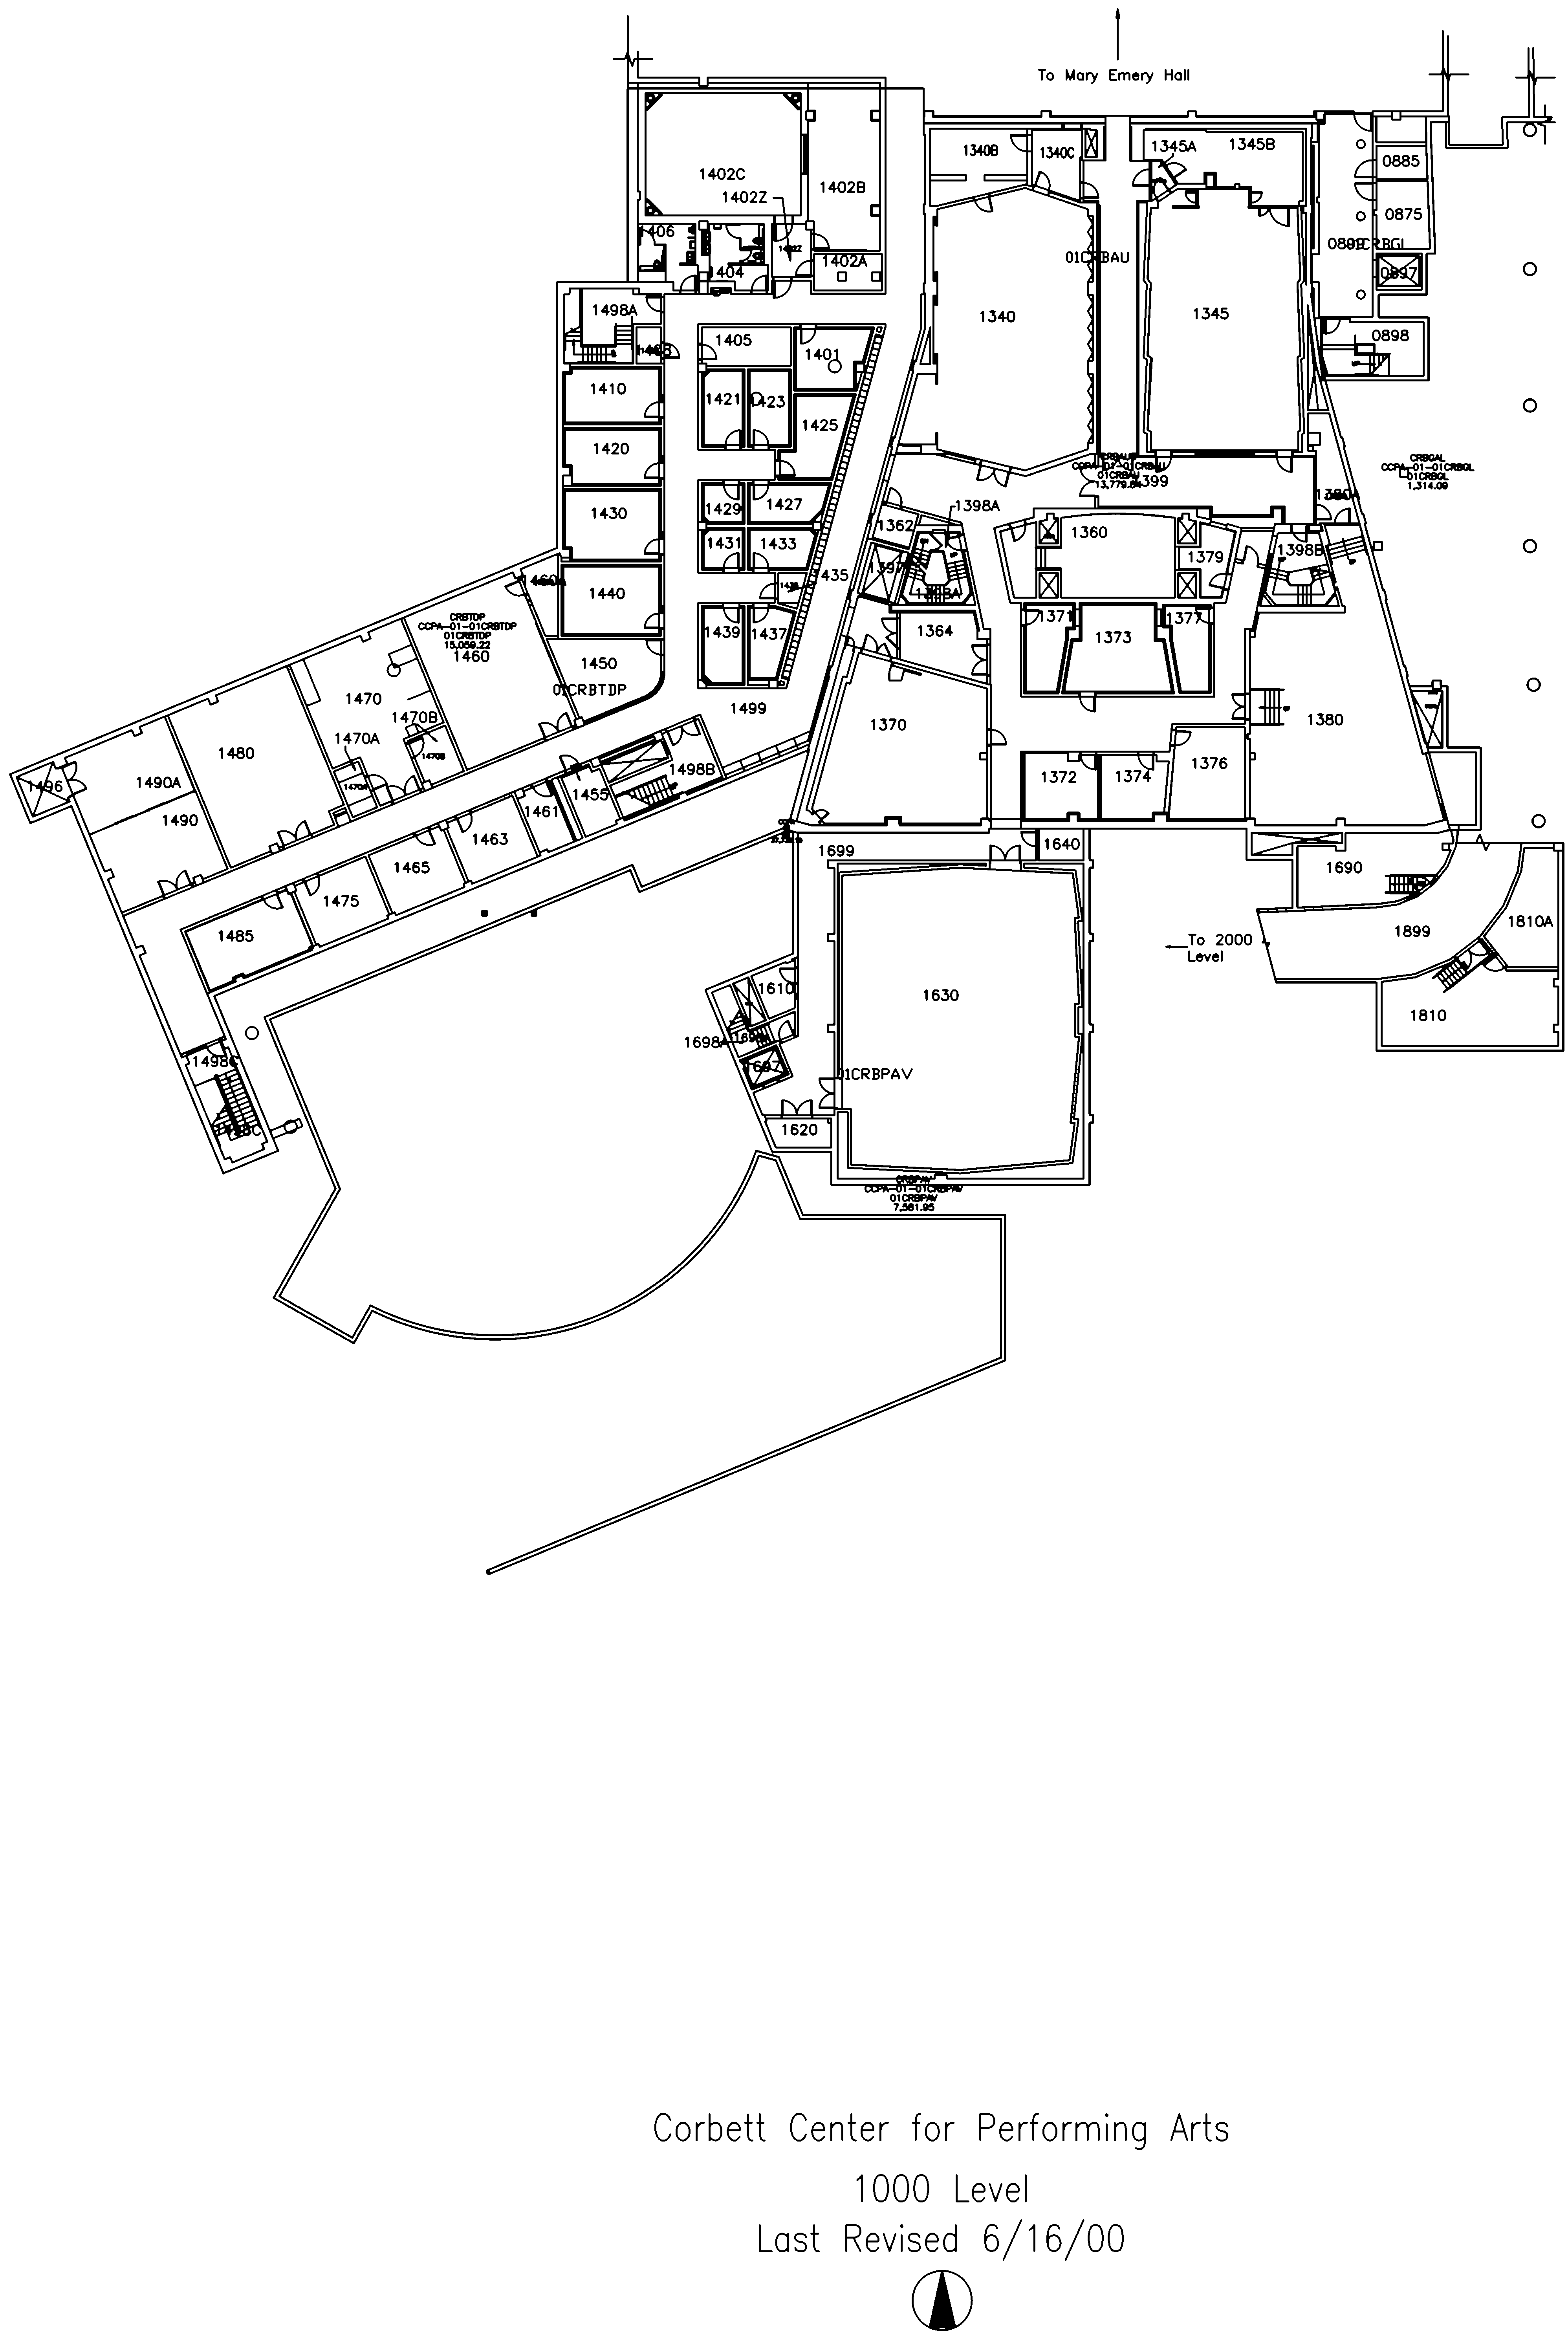 To Mary Emery Hall
1402C
1402Z
1402B
1402A
1406
1404
1340B
1340C
1345A
1345B
0885
0875
0899
01CRBGL
0897
0898
01CRBAU
1340
1345
1498A
1405
1401
1410
1421
1423
1425
1420
1430
1429
1427
1431
1433
1435
1440
1439
1437
1450
01CRBTDP
CRBTDP
CCPA-01-01CRBTDP
01CRBTDP
15,059.22
1460
1460A
CCPA-01-01CRBAU
01CRBAU
1399
CRBGAL
CCPA-01-01CRBGL
01CRBGL
1,314.09
1380A
1362
1398A
1360
1379
1398B
1397
1398A
1364
1371
1373
1377
1470
1470B
1470A
1470B
1470A
1480
1490A
1490
1496
1499
1498B
1455
1461
1463
1465
1475
1485
1370
1372
1374
1376
1380
1699
1640
1690
1899
1810A
1810
To 2000
Level
1630
1610
1698A
1697
01CRBPAV
1620
1498C
CRBPAV
CCPA-01-01CRBPAV
01CRBPAV
7,561.95
Corbett Center for Performing Arts
1000 Level
Last Revised 6/16/00